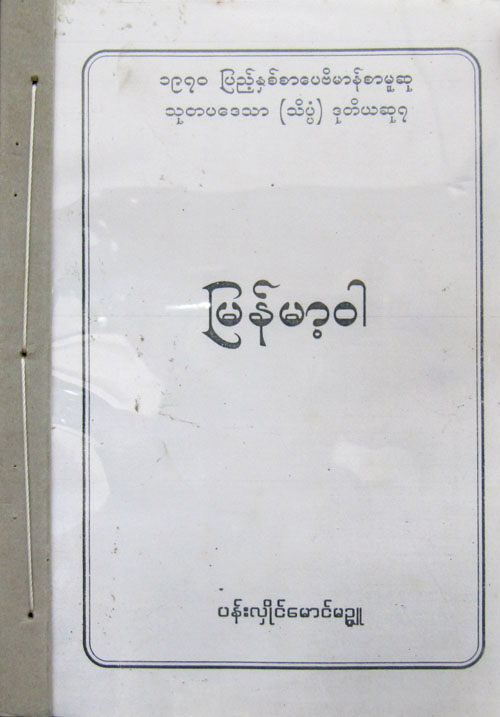 ၁၉၇၀ ပြည့်နှစ်စာပေဗိမာန်စာမူဆု
သုတပဒေသာ (သိပ္ပံ) ဒုတိယဆုရ
မြန်မာ့ဝါ
ပန်းလှိုင်မောင်မဉ္ဇူ